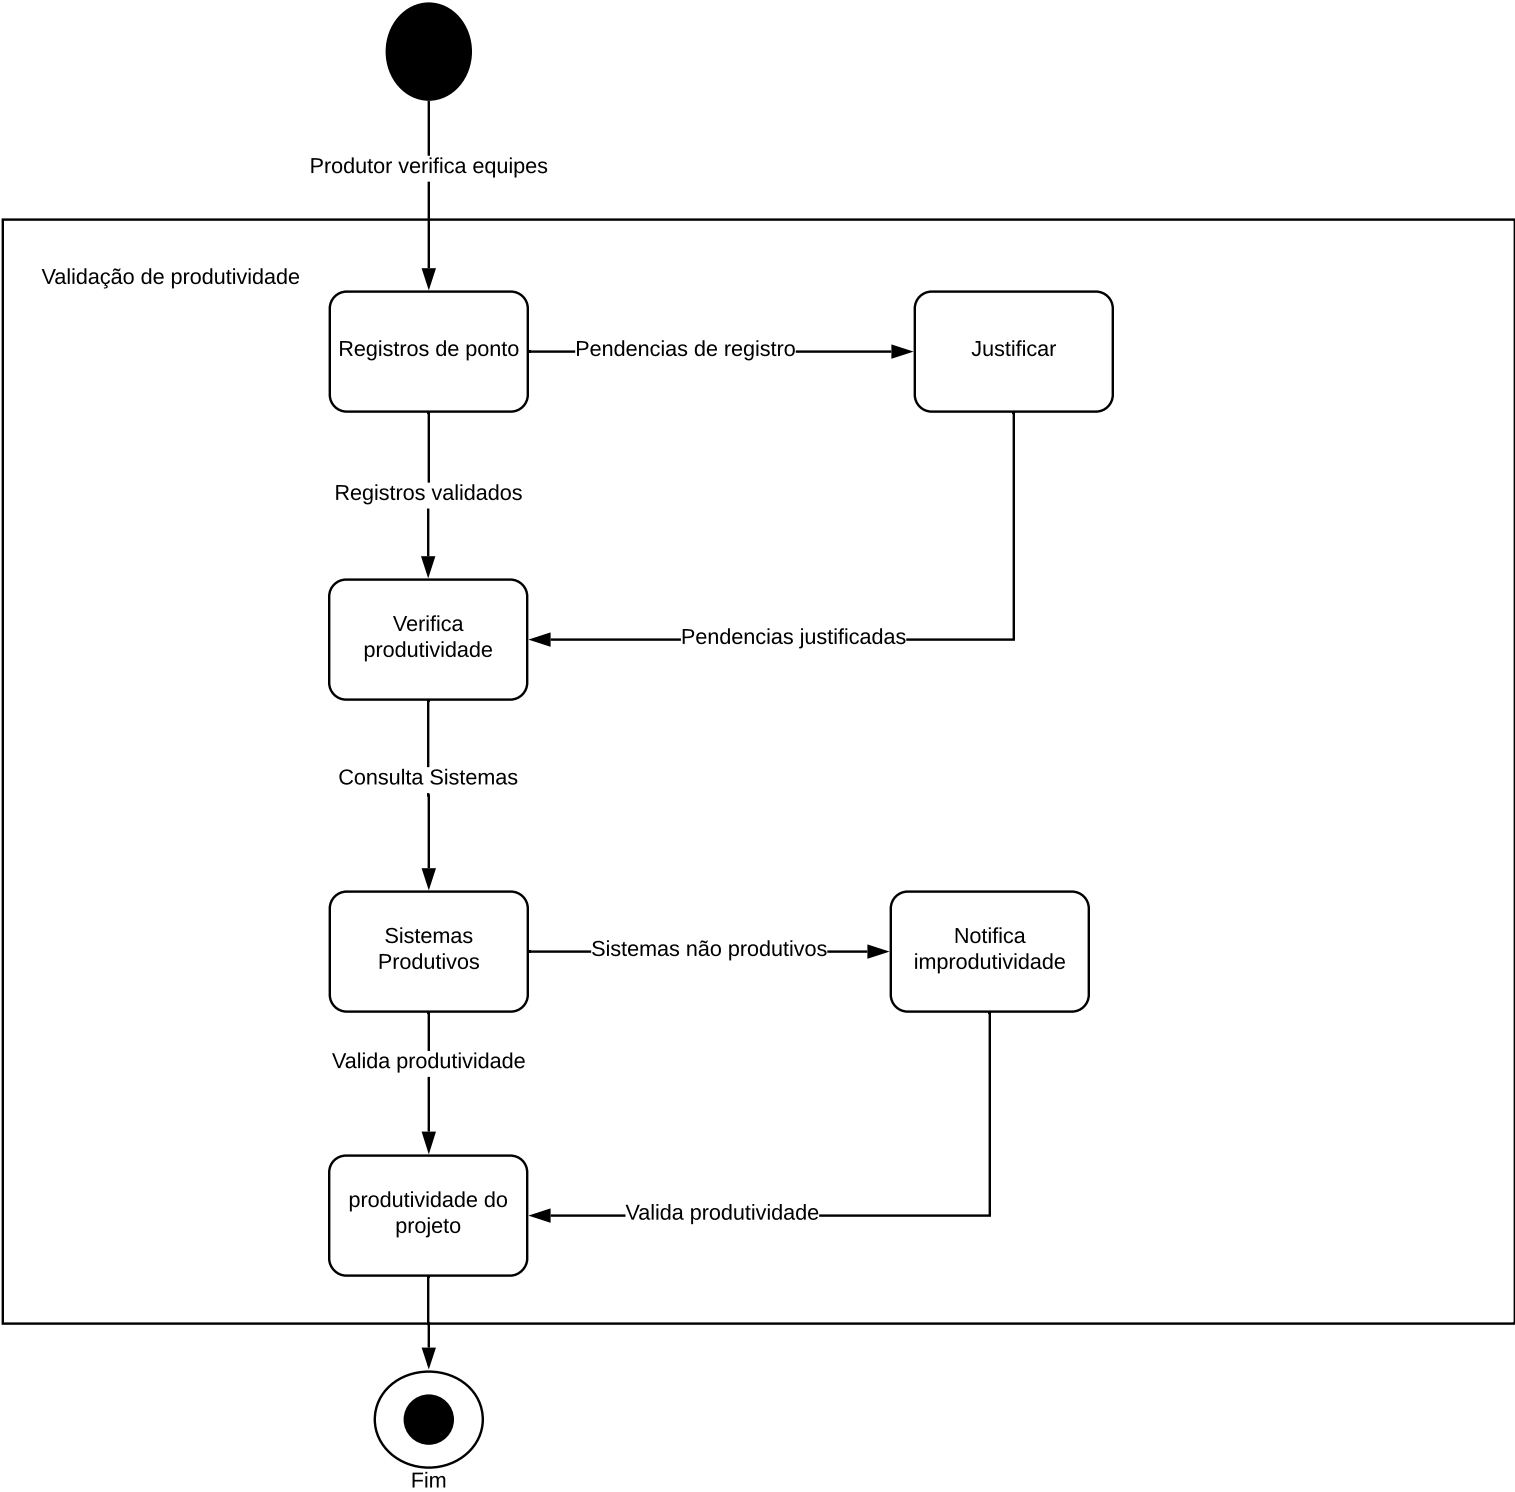 Produtor verifica equipes
Validação de produtividade
Registros de ponto
Pendencias de registro
Justificar
Registros validados
Verifica
produtividade
Pendencias justificadas
Consulta Sistemas
Sistemas
Produtivos
Sistemas não produtivos
Notifica
improdutividade
Valida produtividade
produtividade do
projeto
Valida produtividade
Fim